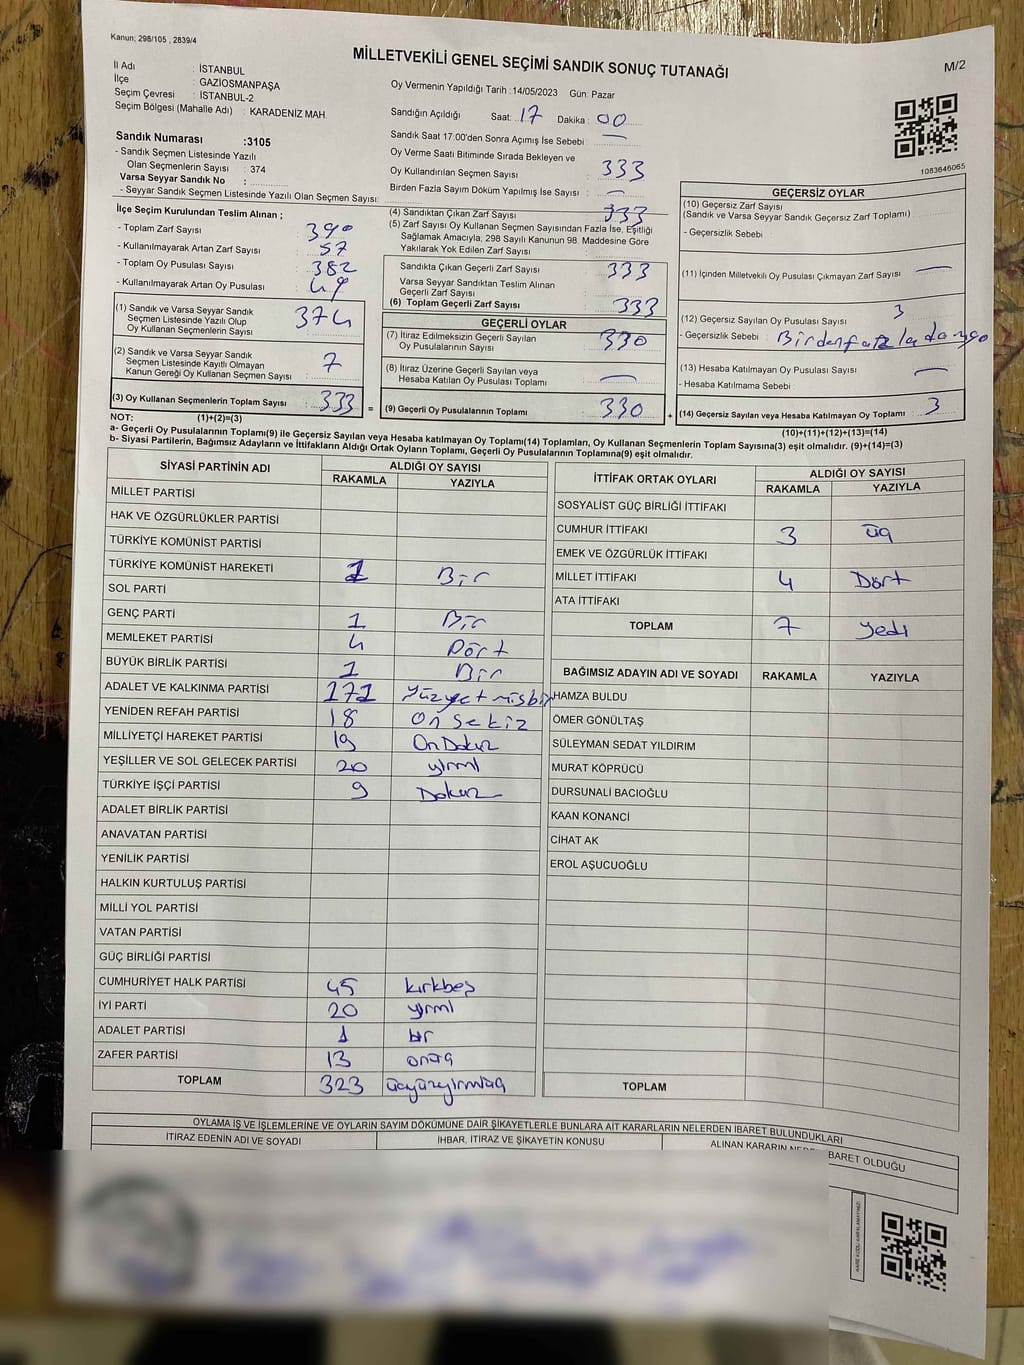 Kanun; 298/105 , 2839/4
MİLLETVEKİLİ GENEL SEÇİMİ SANDIK SONUÇ TUTANAĞI
M/2
İl Adı : İSTANBUL
İlçe : GAZİOSMANPAŞA
Seçim Çevresi : İSTANBUL-2
Seçim Bölgesi (Mahalle Adı) : KARADENİZ MAH.
Sandık Numarası :3105
- Sandık Seçmen Listesinde Yazılı
Olan Seçmenlerin Sayısı : 374
Varsa Seyyar Sandık No :
- Seyyar Sandık Seçmen Listesinde Yazılı Olan Seçmen Sayısı:
Oy Vermenin Yapıldığı Tarih :14/05/2023 Gün: Pazar
Sandığın Açıldığı Saat: 17 Dakika : 00
Sandık Saat 17:00'den Sonra Açımış İse Sebebi : —
Oy Verme Saati Bitiminde Sırada Bekleyen ve
Oy Kullandırılan Seçmen Sayısı : 333
Birden Fazla Sayım Döküm Yapılmış İse Sayısı : —
1083646065
İlçe Seçim Kurulundan Teslim Alınan ;
- Toplam Zarf Sayısı : 390
- Kullanılmayarak Artan Zarf Sayısı : 57
- Toplam Oy Pusulası Sayısı : 382
- Kullanılmayarak Artan Oy Pusulası : 49
(1) Sandık ve Varsa Seyyar Sandık
Seçmen Listesinde Yazılı Olup
Oy Kullanan Seçmenlerin Sayısı : 374
(2) Sandık ve Varsa Seyyar Sandık
Seçmen Listesinde Kayıtlı Olmayan
Kanun Gereği Oy Kullanan Seçmen Sayısı : 7
(3) Oy Kullanan Seçmenlerin Toplam Sayısı : 333 =
(4) Sandıktan Çıkan Zarf Sayısı : 333
(5) Zarf Sayısı Oy Kullanan Seçmen Sayısından Fazla İse, Eşitliği
Sağlamak Amacıyla; 298 Sayılı Kanunun 98. Maddesine Göre
Yakılarak Yok Edilen Zarf Sayısı :
Sandıkta Çıkan Geçerli Zarf Sayısı : 333
Varsa Seyyar Sandıktan Teslim Alınan
Geçerli Zarf Sayısı :
(6) Toplam Geçerli Zarf Sayısı : 333
GEÇERLİ OYLAR
(7) İtiraz Edilmeksizin Geçerli Sayılan
Oy Pusulalarının Sayısı : 330
(8) İtiraz Üzerine Geçerli Sayılan veya
Hesaba Katılan Oy Pusulası Toplamı : —
(9) Geçerli Oy Pusulalarının Toplamı : 330 +
GEÇERSİZ OYLAR
(10) Geçersiz Zarf Sayısı
(Sandık ve Varsa Seyyar Sandık Geçersiz Zarf Toplamı) :
- Geçersizlik Sebebi :
(11) İçinden Milletvekili Oy Pusulası Çıkmayan Zarf Sayısı : —
(12) Geçersiz Sayılan Oy Pusulası Sayısı : 3
- Geçersizlik Sebebi :
(13) Hesaba Katılmayan Oy Pusulası Sayısı : —
- Hesaba Katılmama Sebebi :
(14) Geçersiz Sayılan veya Hesaba Katılmayan Oy Toplamı : 3
NOT: (1)+(2)=(3) (10)+(11)+(12)+(13)=(14)
a- Geçerli Oy Pusulalarının Toplamı(9) ile Geçersiz Sayılan veya Hesaba katılmayan Oy Toplamı(14) Toplamları, Oy Kullanan Seçmenlerin Toplam Sayısına(3) eşit olmalıdır. (9)+(14)=(3)
b- Siyasi Partilerin, Bağımsız Adayların ve İttifakların Aldığı Ortak Oyların Toplamı, Geçerli Oy Pusulalarının Toplamına(9) eşit olmalıdır.
SİYASİ PARTİNİN ADI ALDIĞI OY SAYISI
RAKAMLA YAZIYLA
MİLLET PARTİSİ
HAK VE ÖZGÜRLÜKLER PARTİSİ
TÜRKİYE KOMÜNİST PARTİSİ
TÜRKİYE KOMÜNİST HAREKETİ 1 Bir
SOL PARTİ
GENÇ PARTİ 1 Bir
MEMLEKET PARTİSİ 4 Dört
BÜYÜK BİRLİK PARTİSİ 1 Bir
ADALET VE KALKINMA PARTİSİ 171 Yüzyetmişbir
YENİDEN REFAH PARTİSİ 18 On Sekiz
MİLLİYETÇİ HAREKET PARTİSİ 19 On Dokuz
YEŞİLLER VE SOL GELECEK PARTİSİ 20 yirmi
TÜRKİYE İŞÇİ PARTİSİ 9 Dokuz
ADALET BİRLİK PARTİSİ
ANAVATAN PARTİSİ
YENİLİK PARTİSİ
HALKIN KURTULUŞ PARTİSİ
MİLLİ YOL PARTİSİ
VATAN PARTİSİ
GÜÇ BİRLİĞİ PARTİSİ
CUMHURİYET HALK PARTİSİ 45 kırkbeş
İYİ PARTİ 20 yirmi
ADALET PARTİSİ 1 bir
ZAFER PARTİSİ 13 onüç
TOPLAM 323 üçyüzyirmiüç
İTTİFAK ORTAK OYLARI ALDIĞI OY SAYISI
RAKAMLA YAZIYLA
SOSYALİST GÜÇ BİRLİĞİ İTTİFAKI
CUMHUR İTTİFAKI 3 üç
EMEK VE ÖZGÜRLÜK İTTİFAKI
MİLLET İTTİFAKI 4 Dört
ATA İTTİFAKI
TOPLAM 7 yedi
BAĞIMSIZ ADAYIN ADI VE SOYADI RAKAMLA YAZIYLA
HAMZA BULDU
ÖMER GÖNÜLTAŞ
SÜLEYMAN SEDAT YILDIRIM
MURAT KÖPRÜCÜ
DURSUNALİ BACIOĞLU
KAAN KONANCİ
CİHAT AK
EROL AŞUCUOĞLU
TOPLAM
OYLAMA İŞ VE İŞLEMLERİNE VE OYLARIN SAYIM DÖKÜMÜNE DAİR ŞİKAYETLERLE BUNLARA AİT KARARLARIN NELERDEN İBARET BULUNDUKLARI
İTİRAZ EDENİN ADI VE SOYADI İHBAR, İTİRAZ VE ŞİKAYETİN KONUSU ALINAN KARARIN BARET OLDUĞU